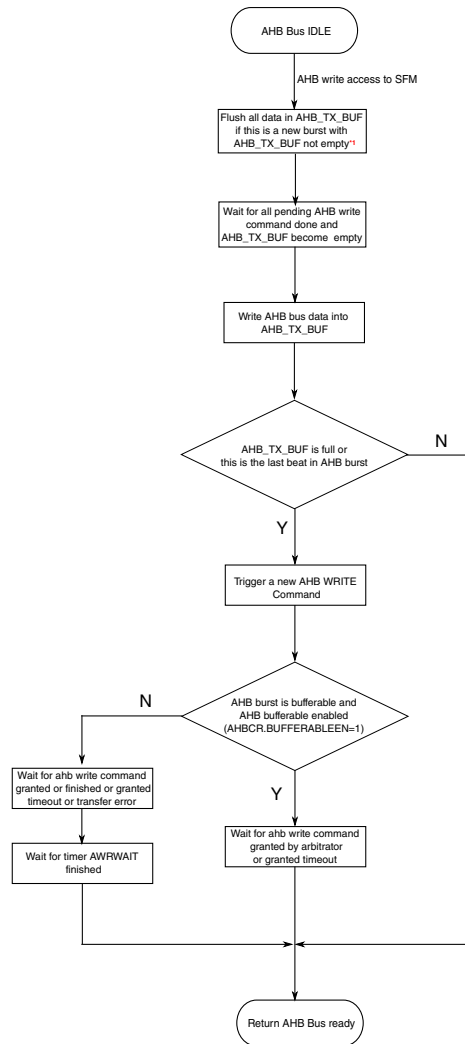 AHB Bus IDLE
AHB write access to SFM
Flush all data in AHB_TX_BUF
if this is a new burst with
AHB_TX_BUF not empty*1
Wait for all pending AHB write
command done and
AHB_TX_BUF become empty
Write AHB bus data into
AHB_TX_BUF
AHB_TX_BUF is full or
this is the last beat in AHB burst
N
Y
Trigger a new AHB WRITE
Command
AHB burst is bufferable and
AHB bufferable enabled
(AHBCR.BUFFERABLEEN=1)
N
Y
Wait for ahb write command
granted or finished or granted
timeout or transfer error
Wait for ahb write command
granted by arbitrator
or granted timeout
Wait for timer AWRWAIT
finished
Return AHB Bus ready